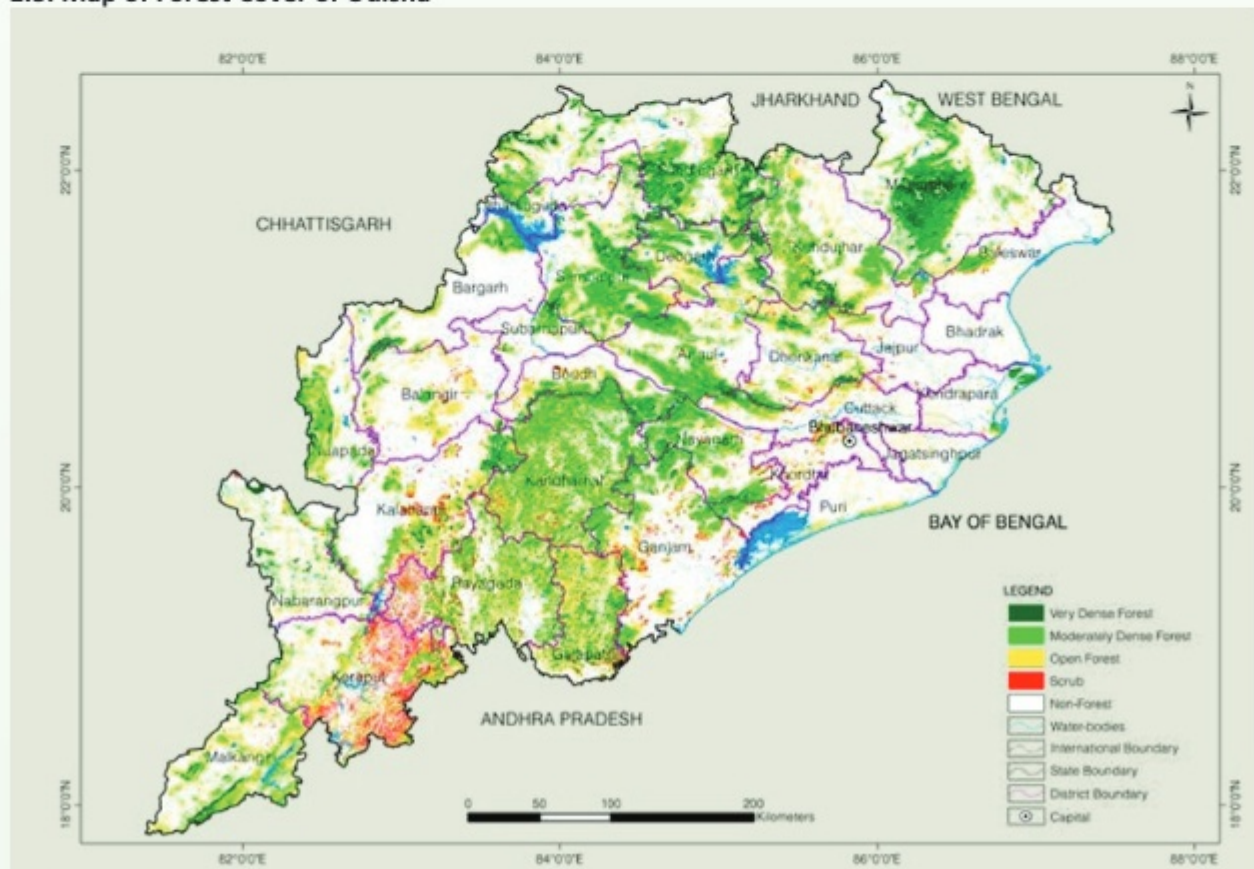 82°0'0"E 84°0'0"E 86°0'0"E 88°0'0"E
JHARKHAND WEST BENGAL
N
22°0'0"N 22°0'0"N
CHHATTISGARH
Bargarh
Baleswar
Subarnapur
Bhadrak
Angul Dhenkanal Jajpur
Boudh
Balangir
Kendrapara
Cuttack
Bhubaneswar
Nayagarh
Jagatsinghpur
Kandhamal
Khordha
20°0'0"N 20°0'0"N
Puri
BAY OF BENGAL
Ganjam
Rayagada
Nabarangpur
Koraput
ANDHRA PRADESH
LEGEND
Very Dense Forest
Moderately Dense Forest
Open Forest
Scrub
Non-Forest
Water-bodies
International Boundary
State Boundary
District Boundary
Capital
18°0'0"N 18°0'0"N
0 50 100 200
Kilometers
82°0'0"E 84°0'0"E 86°0'0"E 88°0'0"E